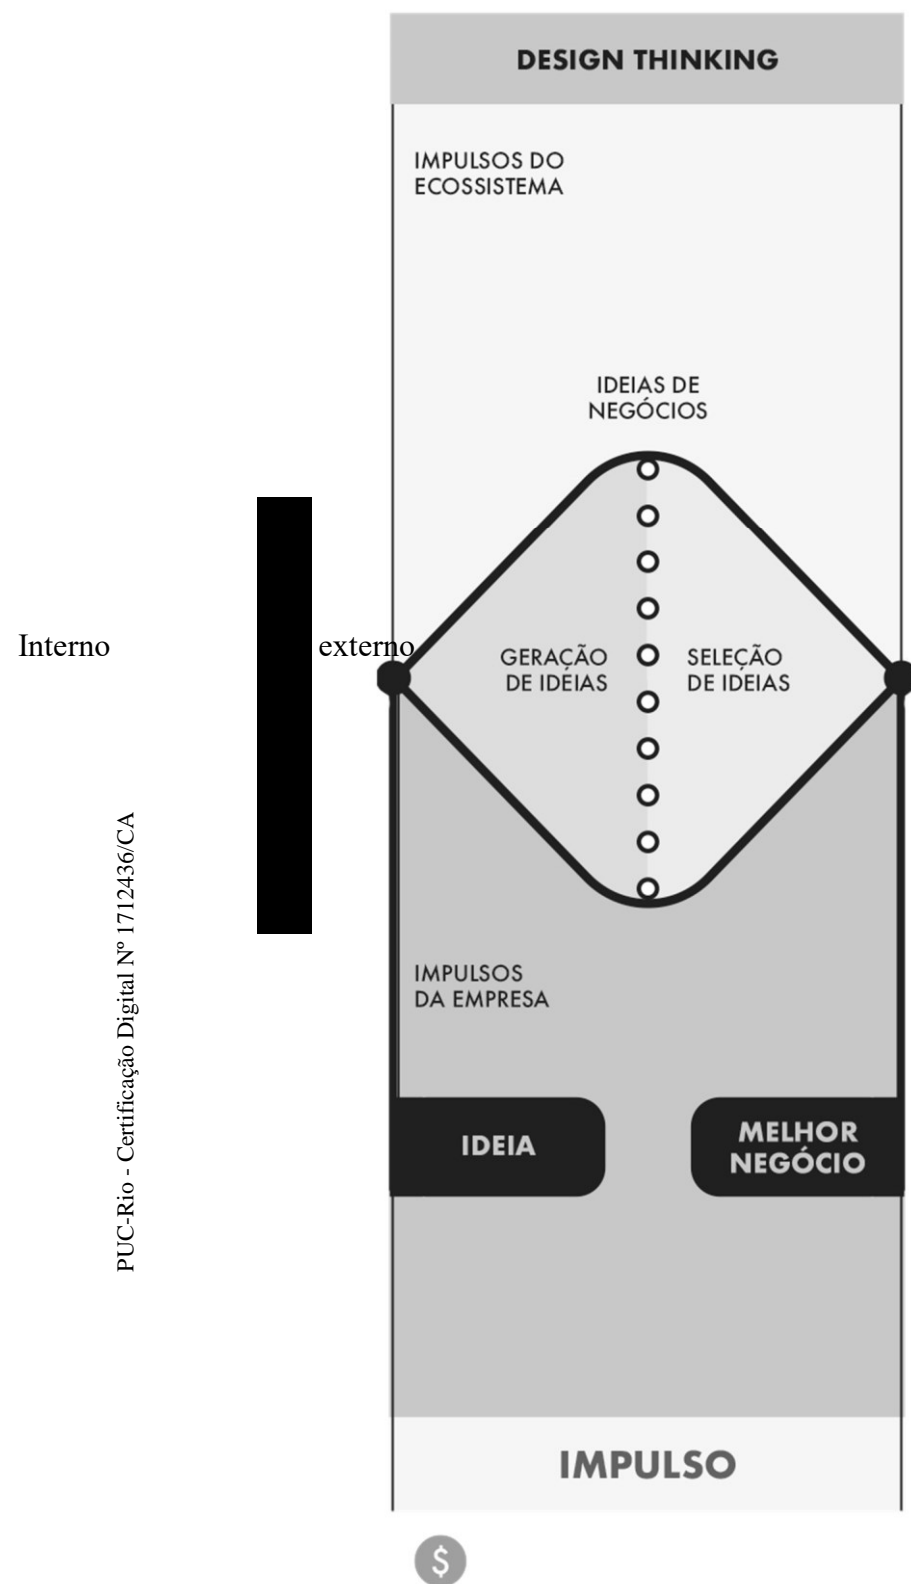 DESIGN THINKING
IMPULSOS DO
ECOSSISTEMA
IDEIAS DE
NEGÓCIOS
Interno
externo
GERAÇÃO
DE IDEIAS
SELEÇÃO
DE IDEIAS
PUC-Rio - Certificação Digital Nº 1712436/CA
IMPULSOS
DA EMPRESA
IDEIA
MELHOR
NEGÓCIO
IMPULSO
$